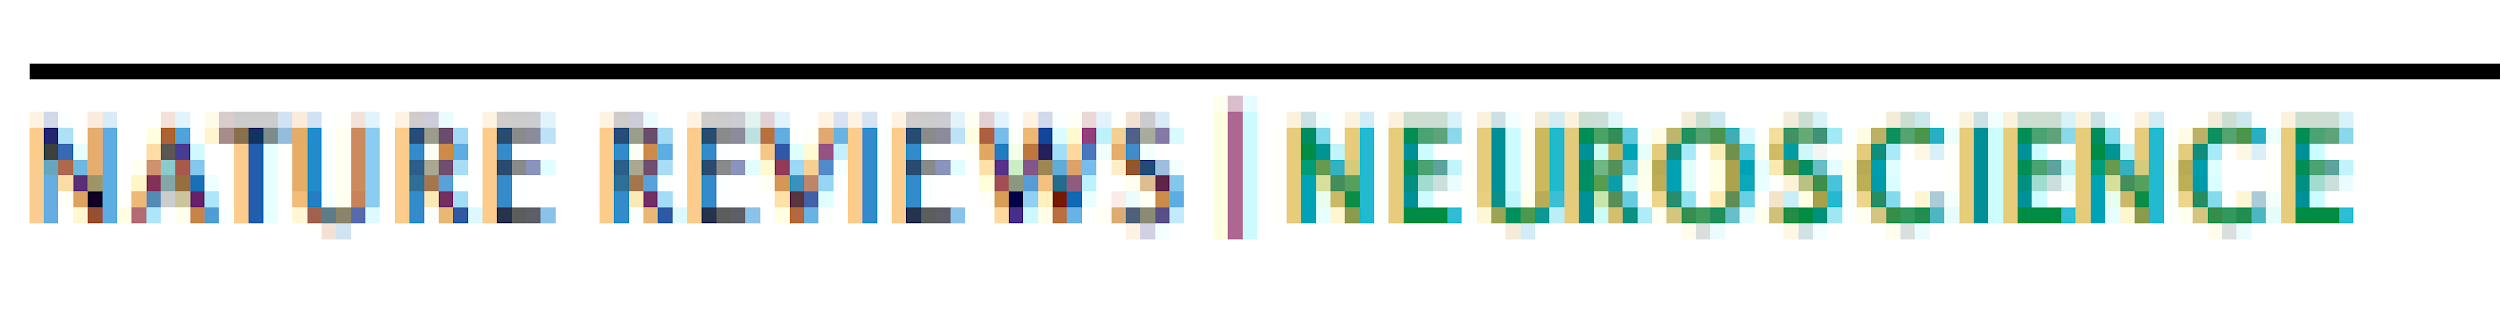 NATURE REVIEWS | NEUROSCIENCE